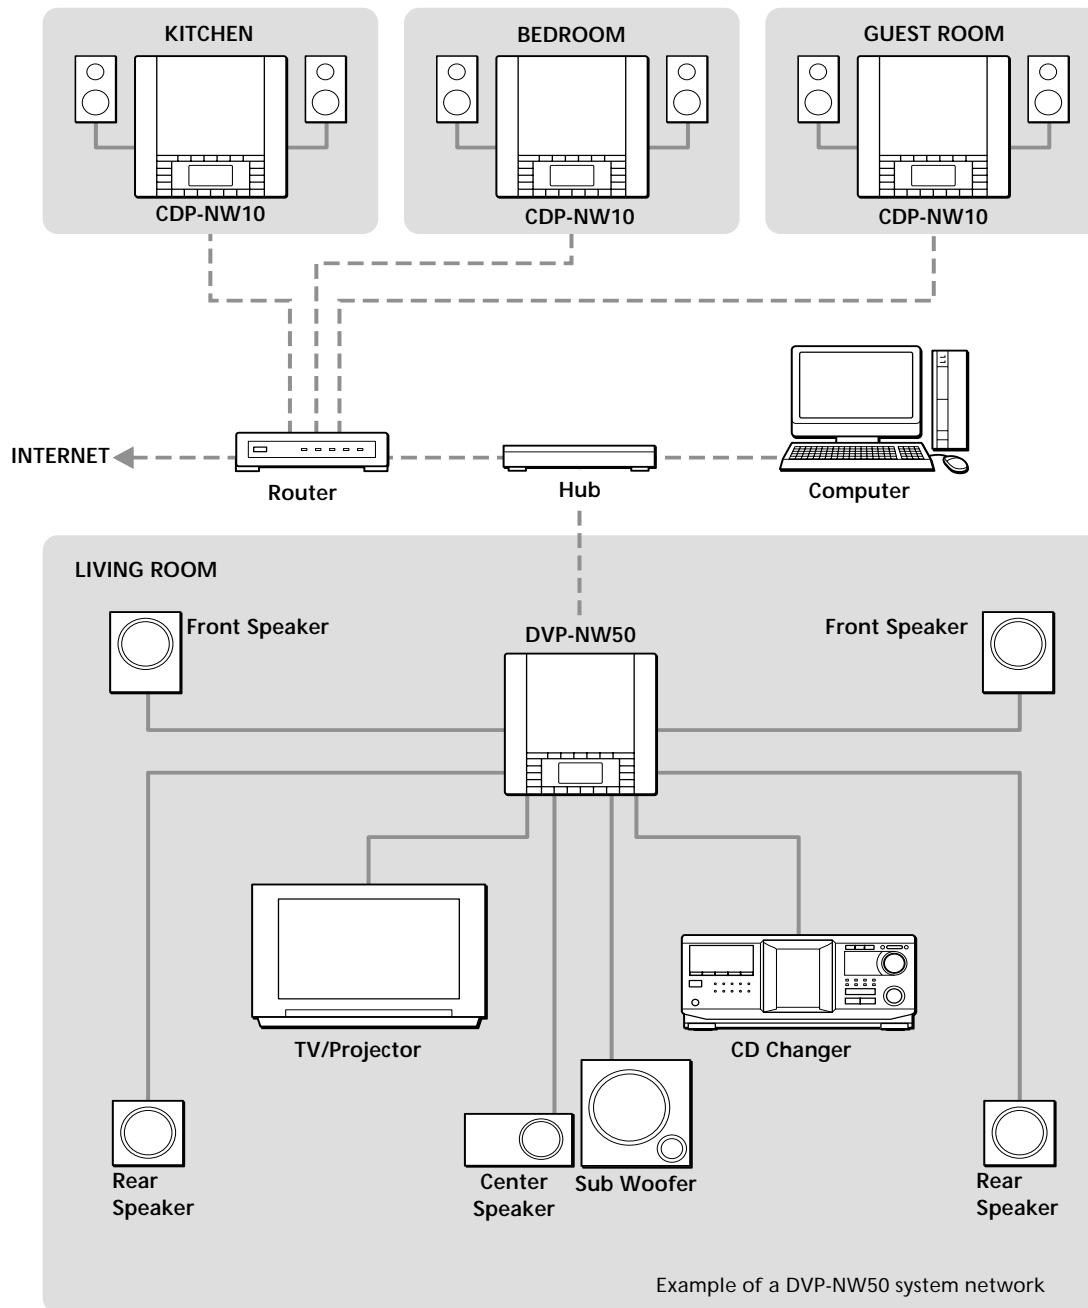 KITCHEN
BEDROOM
GUEST ROOM
CDP-NW10
CDP-NW10
CDP-NW10
INTERNET
Router
Hub
Computer
LIVING ROOM
Front Speaker
DVP-NW50
Front Speaker
TV/Projector
CD Changer
Rear
Speaker
Center
Speaker
Sub Woofer
Rear
Speaker
Example of a DVP-NW50 system network